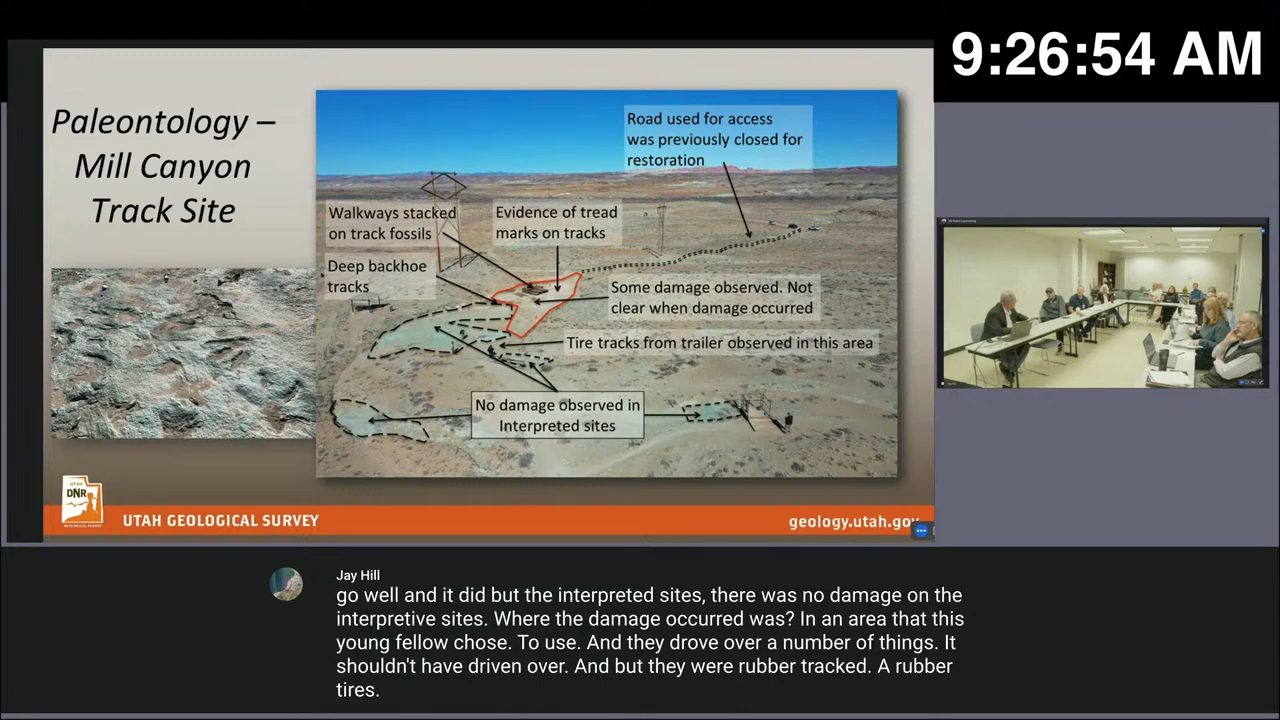 9:26:54 AM
Paleontology –
Mill Canyon
Track Site
Road used for access
was previously closed for
restoration
Walkways stacked
on track fossils
Evidence of tread
marks on tracks
Deep backhoe
tracks
Some damage observed. Not
clear when damage occurred
Tire tracks from trailer observed in this area
No damage observed in
Interpreted sites
UTAH
DNR
UTAH GEOLOGICAL SURVEY
geology.utah.gov
Jay Hill
go well and it did but the interpreted sites, there was no damage on the
interpretive sites. Where the damage occurred was? In an area that this
young fellow chose. To use. And they drove over a number of things. It
shouldn't have driven over. And but they were rubber tracked. A rubber
tires.